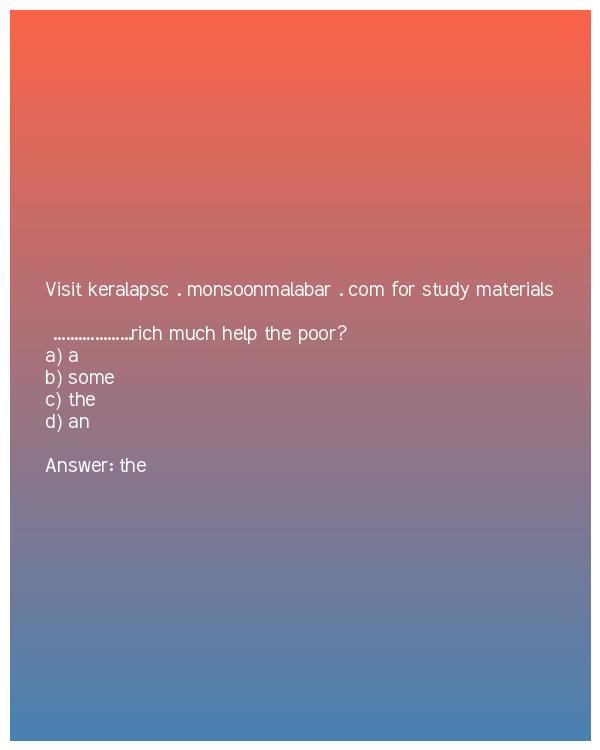 Visit keralapsc . monsoonmalabar . com for study materials
...................rich much help the poor?
a) a
b) some
c) the
d) an
Answer: the